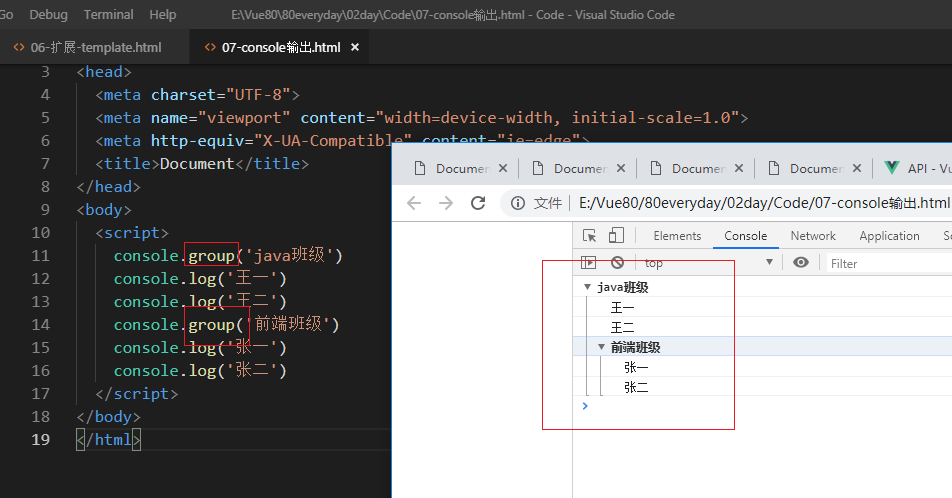 Go Debug Terminal Help E:\Vue80\80everyday\02day\Code\07-console输出.html - Code - Visual Studio Code
<> 06-扩展-template.html <> 07-console输出.html ×
3 <head>
4 <meta charset="UTF-8">
5 <meta name="viewport" content="width=device-width, initial-scale=1.0">
6 <meta http-equiv="X-UA-Compatible" content="ie=edge">
7 <title>Document</title>
8 </head>
9 <body>
10 <script>
11 console.group('java班级')
12 console.log('王一')
13 console.log('王二')
14 console.group('前端班级')
15 console.log('张一')
16 console.log('张二')
17 </script>
18 </body>
19 </html>
Documen × Documen × Documen × Documen × API - Vu
文件 E:/Vue80/80everyday/02day/Code/07-console输出.html
Elements Console Network Application S
top Filter
java班级
王一
王二
前端班级
张一
张二